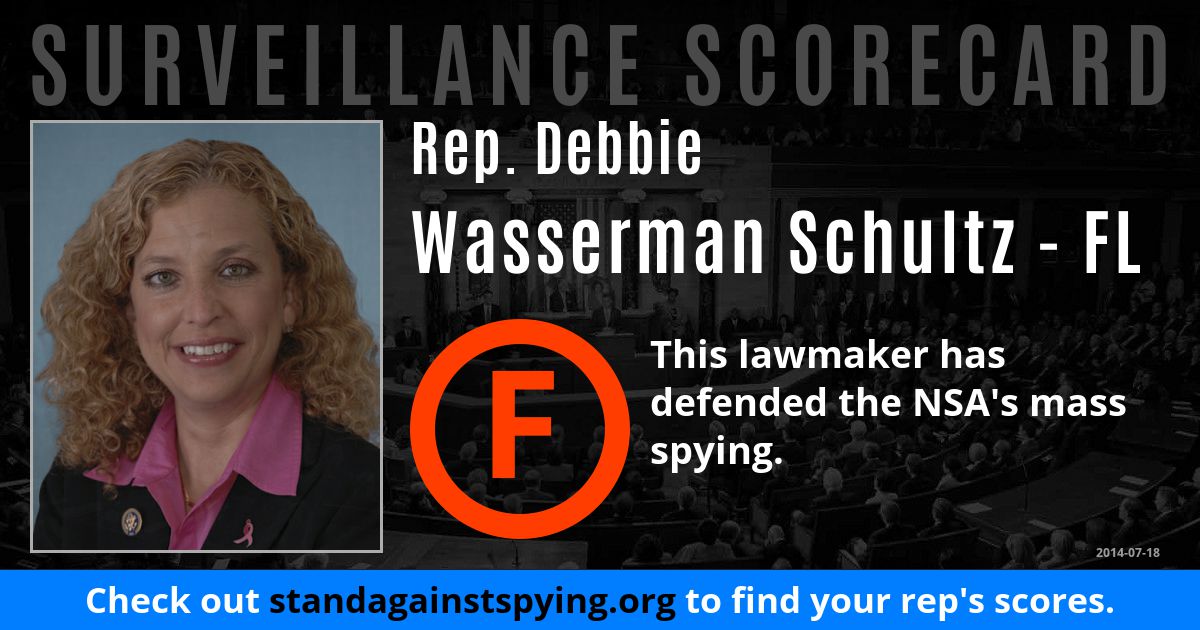 SURVEILLANCE SCORECARD
Rep. Debbie
Wasserman Schultz - FL
F
This lawmaker has
defended the NSA's mass
spying.
2014-07-18
Check out standagainstspying.org to find your rep's scores.